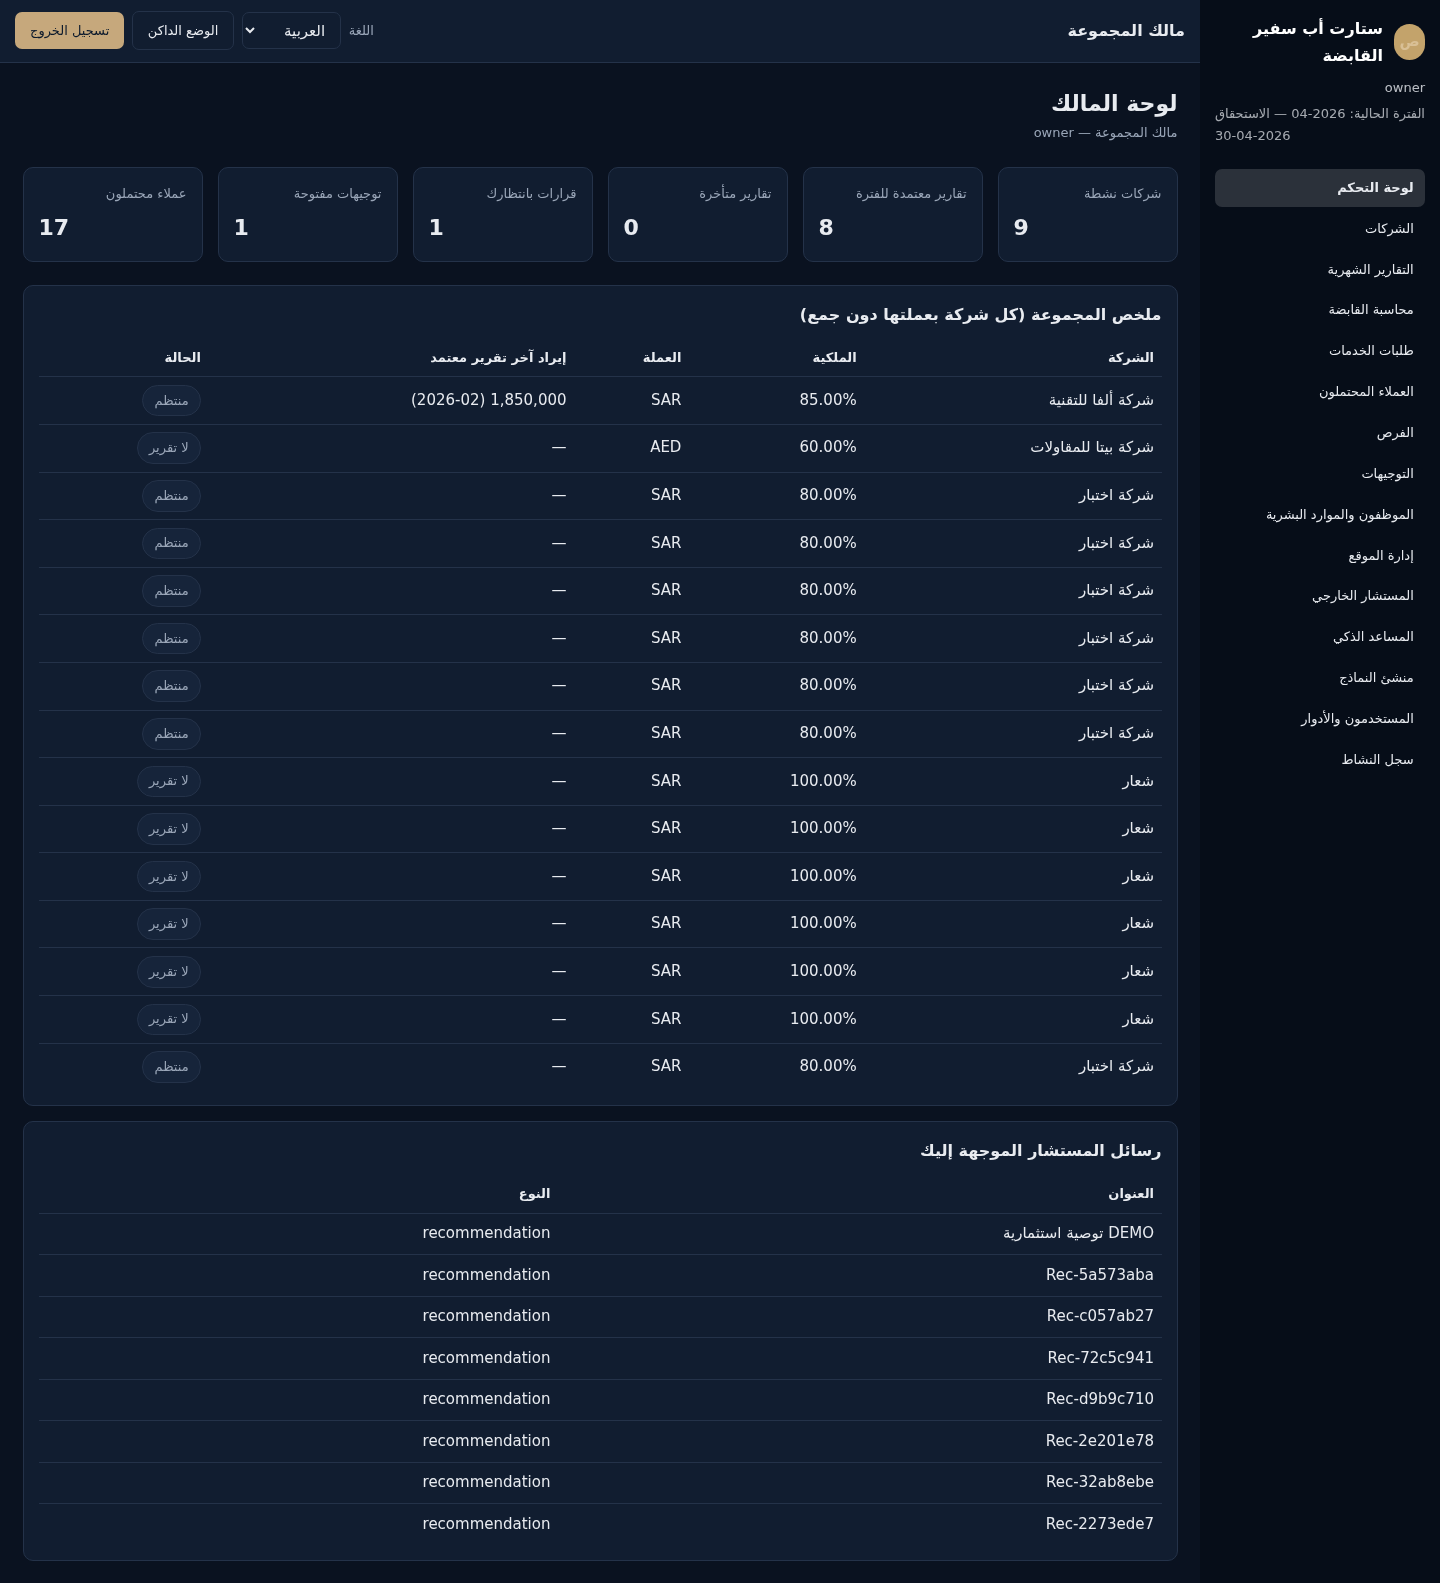 ص
ستارت أب سفير
القابضة
owner
الفترة الحالية: 2026-04 — الاستحقاق
2026-04-30
لوحة التحكم
الشركات
التقارير الشهرية
محاسبة القابضة
طلبات الخدمات
العملاء المحتملون
الفرص
التوجيهات
الموظفون والموارد البشرية
إدارة الموقع
المستشار الخارجي
المساعد الذكي
منشئ النماذج
المستخدمون والأدوار
سجل النشاط
مالك المجموعة
اللغة العربية الوضع الداكن تسجيل الخروج
لوحة المالك
مالك المجموعة — owner
شركات نشطة
9
تقارير معتمدة للفترة
8
تقارير متأخرة
0
قرارات بانتظارك
1
توجيهات مفتوحة
1
عملاء محتملون
17
ملخص المجموعة (كل شركة بعملتها دون جمع)
الشركة الملكية العملة إيراد آخر تقرير معتمد الحالة
شركة ألفا للتقنية 85.00% SAR 1,850,000 (2026-02) منتظم
شركة بيتا للمقاولات 60.00% AED — لا تقرير
شركة اختبار 80.00% SAR — منتظم
شركة اختبار 80.00% SAR — منتظم
شركة اختبار 80.00% SAR — منتظم
شركة اختبار 80.00% SAR — منتظم
شركة اختبار 80.00% SAR — منتظم
شركة اختبار 80.00% SAR — منتظم
شعار 100.00% SAR — لا تقرير
شعار 100.00% SAR — لا تقرير
شعار 100.00% SAR — لا تقرير
شعار 100.00% SAR — لا تقرير
شعار 100.00% SAR — لا تقرير
شعار 100.00% SAR — لا تقرير
شركة اختبار 80.00% SAR — منتظم
رسائل المستشار الموجهة إليك
العنوان النوع
DEMO توصية استثمارية recommendation
Rec-5a573aba recommendation
Rec-c057ab27 recommendation
Rec-72c5c941 recommendation
Rec-d9b9c710 recommendation
Rec-2e201e78 recommendation
Rec-32ab8ebe recommendation
Rec-2273ede7 recommendation